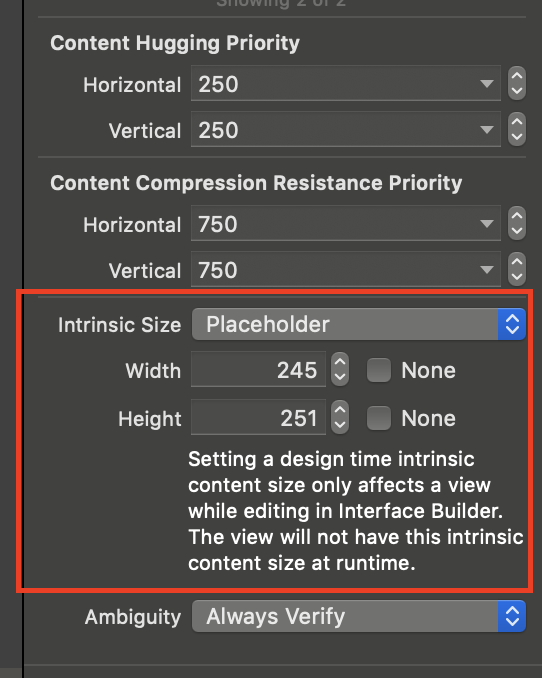 Showing 2 of 2
Content Hugging Priority
Horizontal 250
Vertical 250
Content Compression Resistance Priority
Horizontal 750
Vertical 750
Intrinsic Size Placeholder
Width 245 None
Height 251 None
Setting a design time intrinsic
content size only affects a view
while editing in Interface Builder.
The view will not have this intrinsic
content size at runtime.
Ambiguity Always Verify